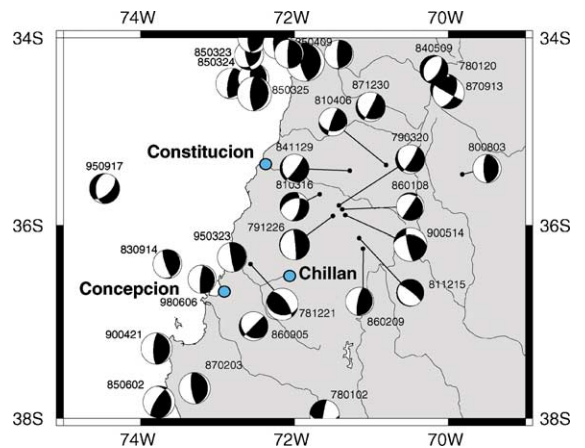 74W 72W 70W
34S 34S
850323 850409 840509
850324 780120
871230 870913
850325 810406
790320
Constitucion 841129 800803
950917 810316 860108
36S 36S
791226 900514
830914 950323
Chillan
Concepcion 811215
980606 781221
860209
900421 860905
870203
850602 780102
38S 38S
74W 72W 70W